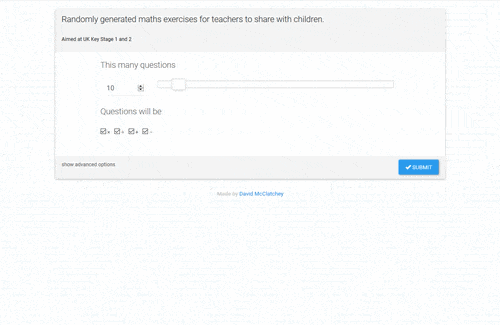 Randomly generated maths exercises for teachers to share with children.
Aimed at UK Key Stage 1 and 2
This many questions
10
Questions will be
show advanced options
SUBMIT
Made by David McClatchey